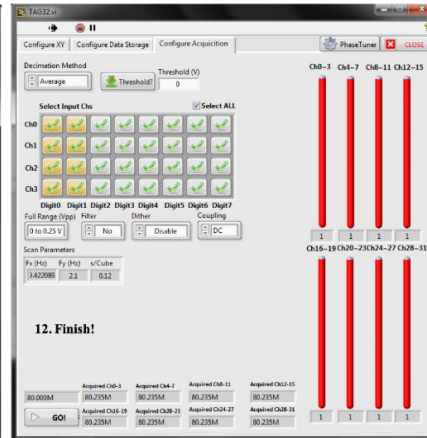 TAG32.vi
Configure XY Configure Data Storage Configure Acquicition PhaseTuner CLOSE
Decimation Method
Average
Threshold?
Threshold (V)
0
Select Input Chs Select ALL
Ch0
Ch1
Ch2
Ch3
Digit0 Digit1 Digit2 Digit3 Digit4 Digit5 Digit6 Digit7
Full Range (Vpp) Filter Dither Coupling
0 to 0.25 V No Disable DC
Scan Parameters
Fx (Hz) Fy (Hz) s/Cube
3.422089 2.1 0.12
12. Finish!
Acquired Ch0-3 Acquired Ch4-7 Acquired Ch8-11 Acquired Ch12-15
80.000M 80.235M 80.235M 80.235M 80.235M
Acquired Ch16-19 Acquired Ch20-23 Acquired Ch24-27 Acquired Ch28-31
GO! 80.235M 80.235M 80.235M 80.235M
Ch0~3 Ch4~7 Ch8~11 Ch12~15
1 1 1 1
Ch16~19 Ch20~23 Ch24~27 Ch28~31
1 1 1 1